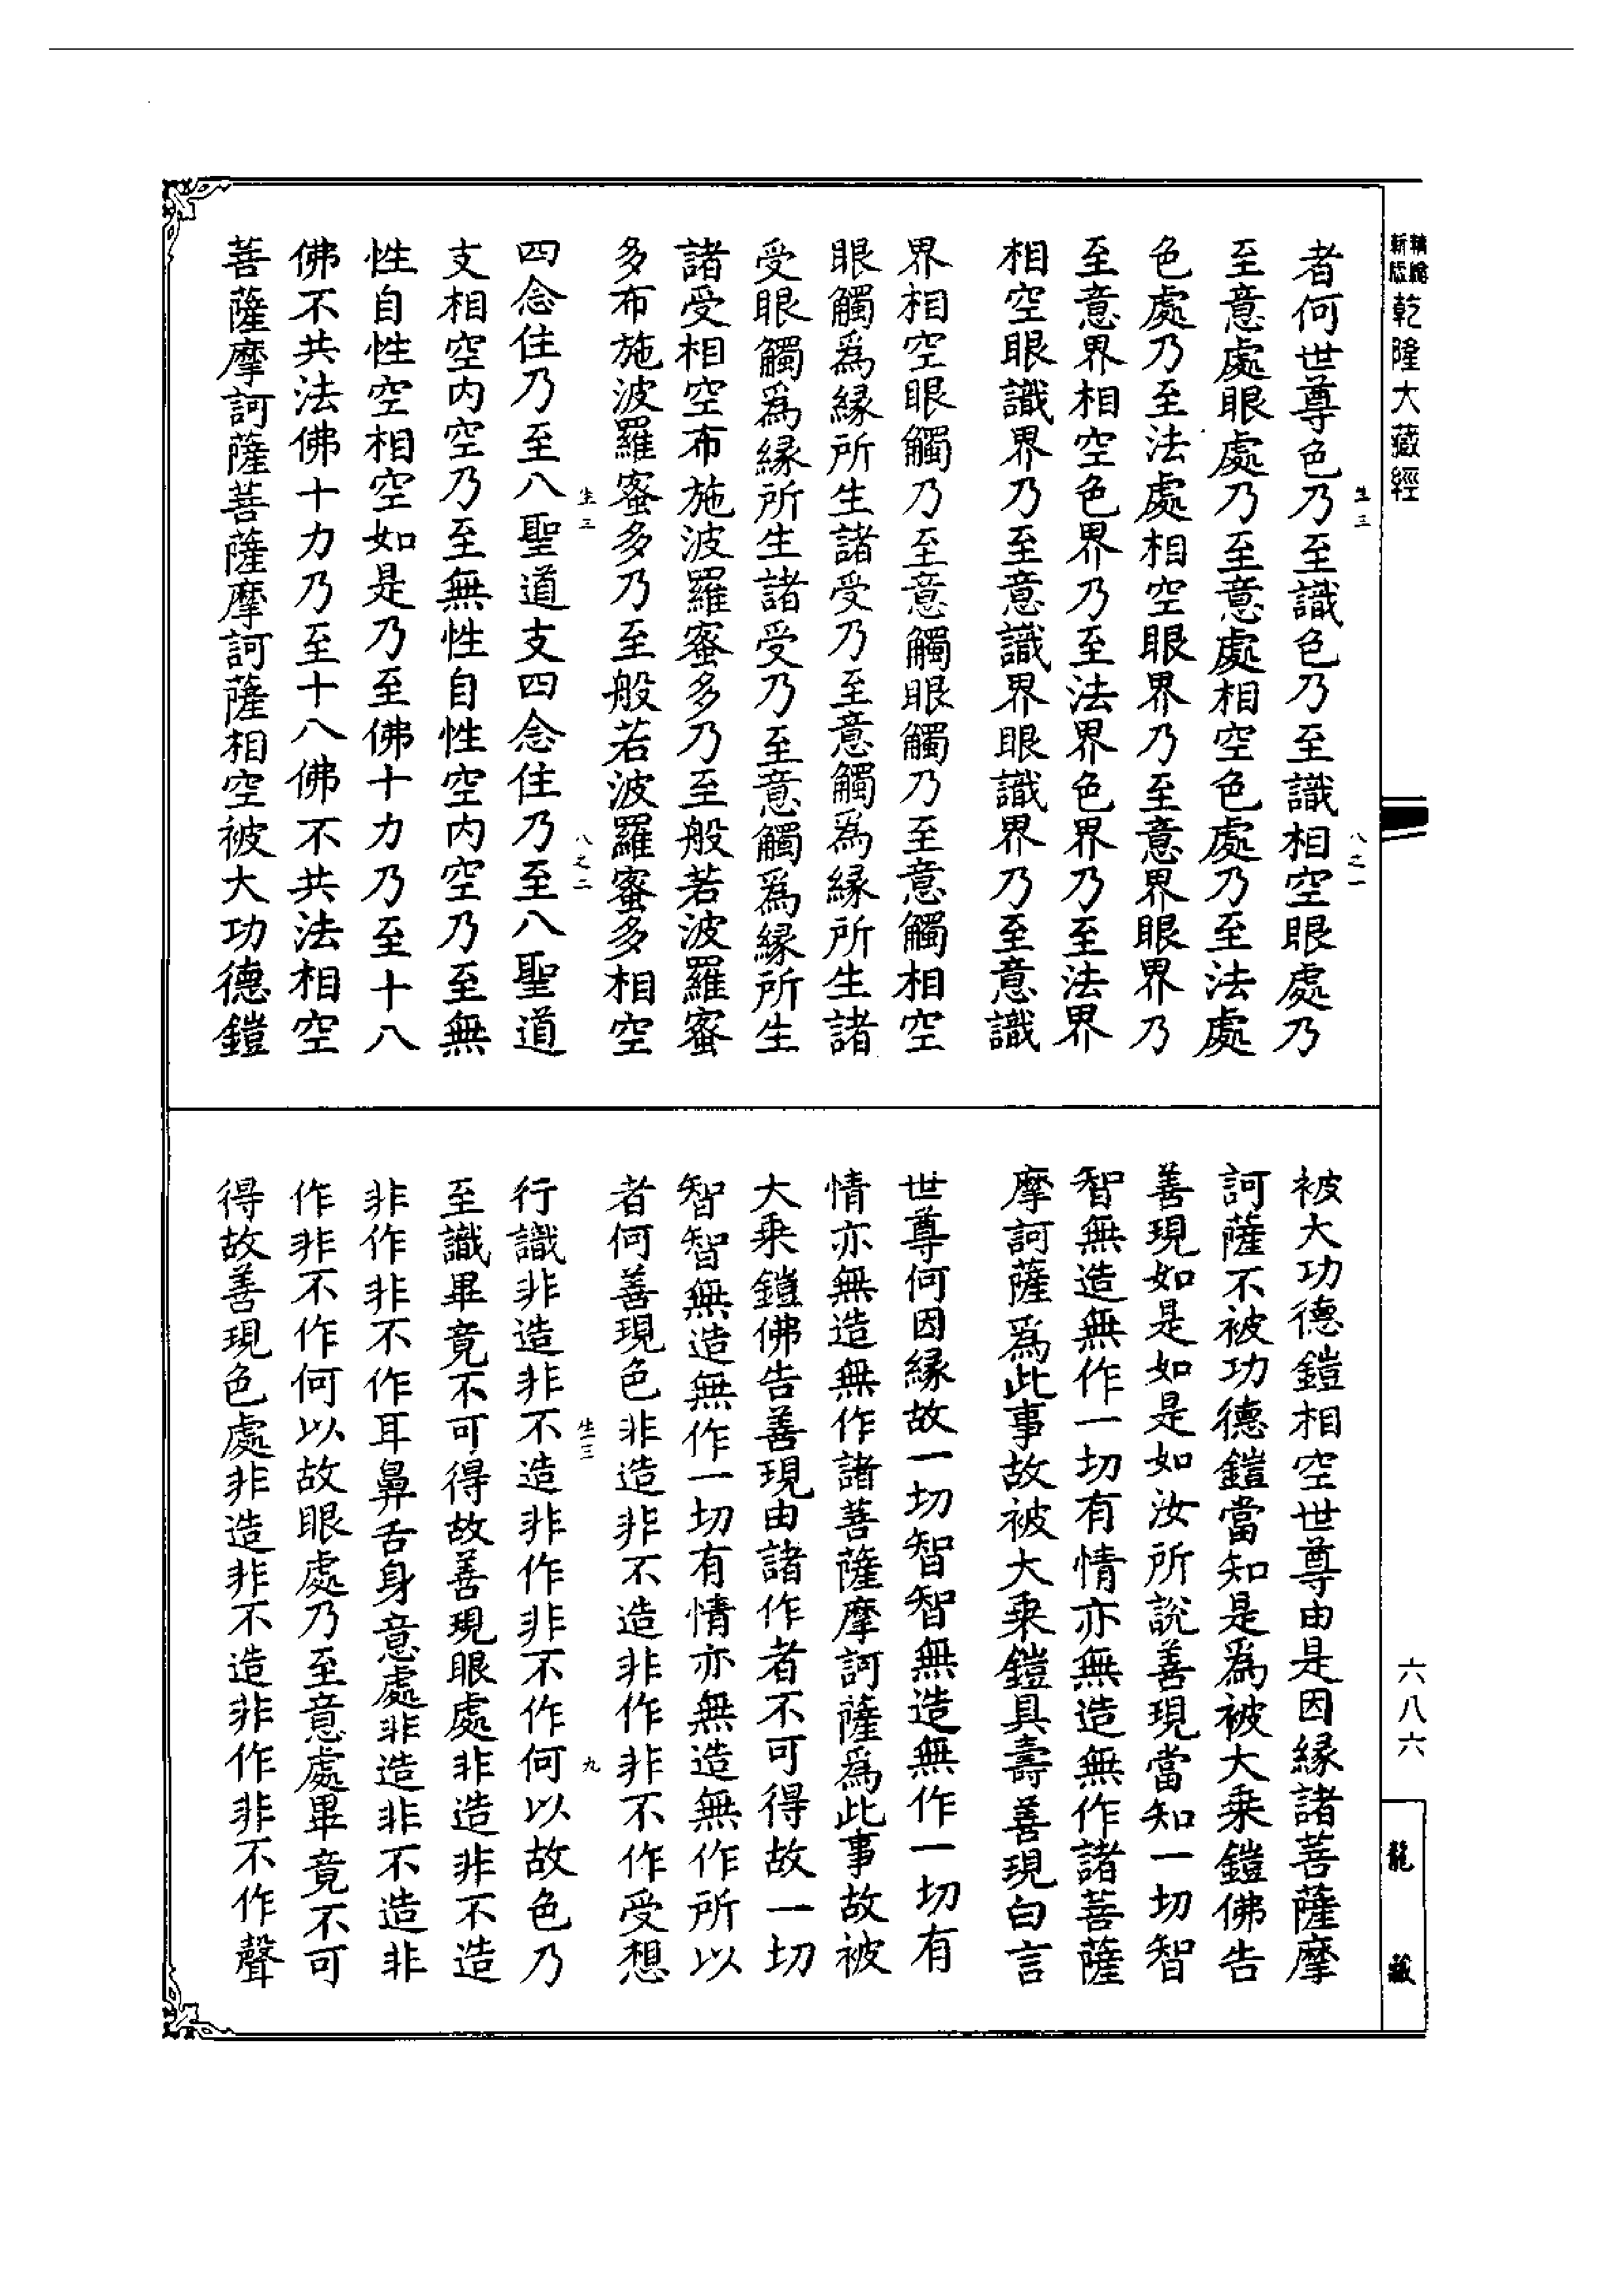 乾隆大藏經
者何世尊色乃至識色乃至識相空眼處乃
至意處眼處乃至意處相空色處乃至法處
色處乃至法處相空眼界乃至意界眼界乃
至意界相空色界乃至法界色界乃至法界
相空眼識界乃至意識界眼識界乃至意識
界相空眼觸乃至意觸眼觸乃至意觸相空
眼觸爲緣所生諸受乃至意觸爲緣所生諸
受眼觸爲緣所生諸受乃至意觸爲緣所生
諸受相空布施波羅蜜多乃至般若波羅蜜
多布施波羅蜜多乃至般若波羅蜜多相空
四念住乃至八聖道支四念住乃至八聖道
支相空内空乃至無性自性空内空乃至無
性自性空相空如是乃至佛十力乃至十八
佛不共法佛十力乃至十八佛不共法相空
菩薩摩訶薩菩薩摩訶薩相空被大功德鎧
生三
八之一
生三
八之二
被大功德鎧相空世尊由是因緣諸菩薩摩
訶薩不被功德鎧當知是爲被大乘鎧佛告
善現如是如是如汝所說善現當知一切智
智無造無作一切有情亦無造無作諸菩薩
摩訶薩爲此事故被大乘鎧具壽善現白言
世尊何因緣故一切智智無造無作一切有
情亦無造無作諸菩薩摩訶薩爲此事故被
大乘鎧佛告善現由諸作者不可得故一切
智智無造無作一切有情亦無造無作所以
者何善現色非造非不造非作非不作受想
行識非造非不造非作非不作何以故色乃
至識畢竟不可得故善現眼處非造非不造
非作非不作耳鼻舌身意處非造非不造非
作非不作何以故眼處乃至意處畢竟不可
得故善現色處非造非不造非作非不作聲
生三
九
六八六
龍藏